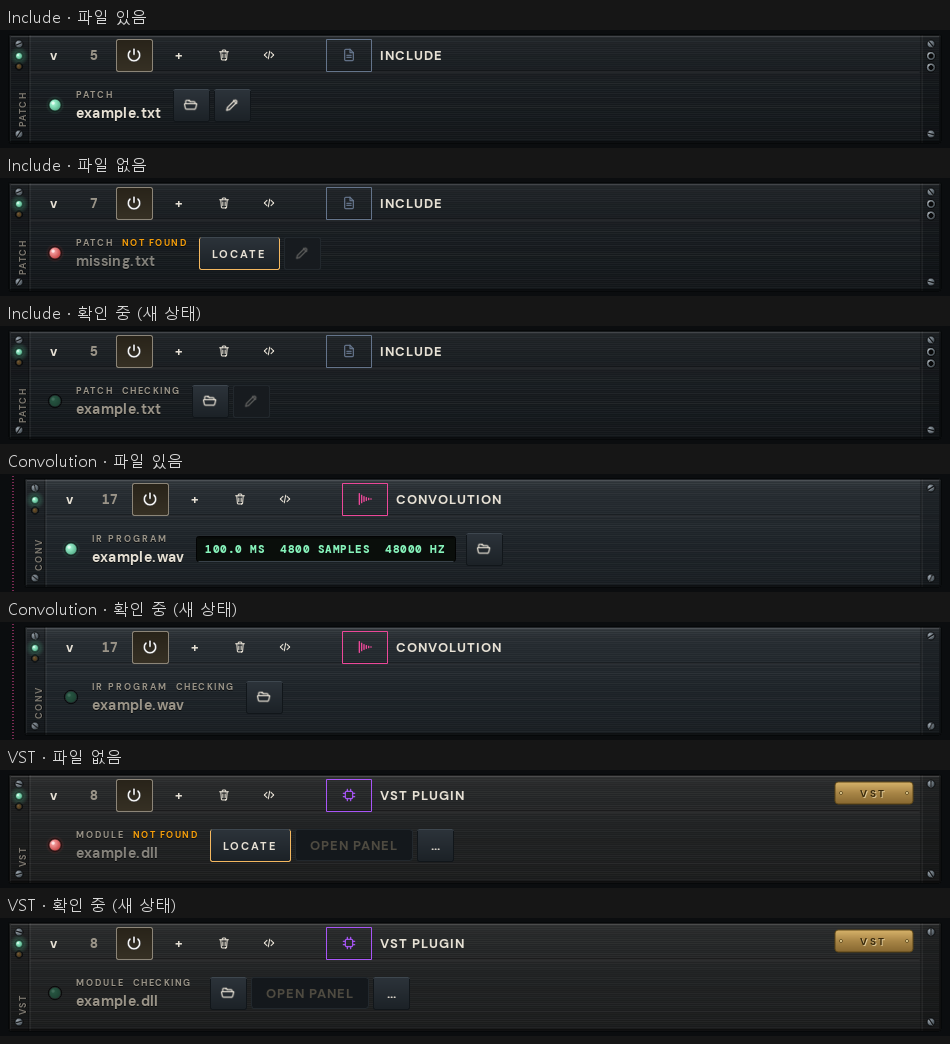 Include · 파일 있음
v 5 + </> INCLUDE
PATCH
PATCH
example.txt
Include · 파일 없음
v 7 + </> INCLUDE
PATCH
PATCH NOT FOUND
missing.txt
LOCATE
Include · 확인 중 (새 상태)
v 5 + </> INCLUDE
PATCH
PATCH CHECKING
example.txt
Convolution · 파일 있음
v 17 + </> CONVOLUTION
CONV
IR PROGRAM
example.wav
100.0 MS 4800 SAMPLES 48000 HZ
Convolution · 확인 중 (새 상태)
v 17 + </> CONVOLUTION
CONV
IR PROGRAM CHECKING
example.wav
VST · 파일 없음
v 8 + </> VST PLUGIN VST
VST
MODULE NOT FOUND
example.dll
LOCATE OPEN PANEL ...
VST · 확인 중 (새 상태)
v 8 + </> VST PLUGIN VST
VST
MODULE CHECKING
example.dll
OPEN PANEL ...